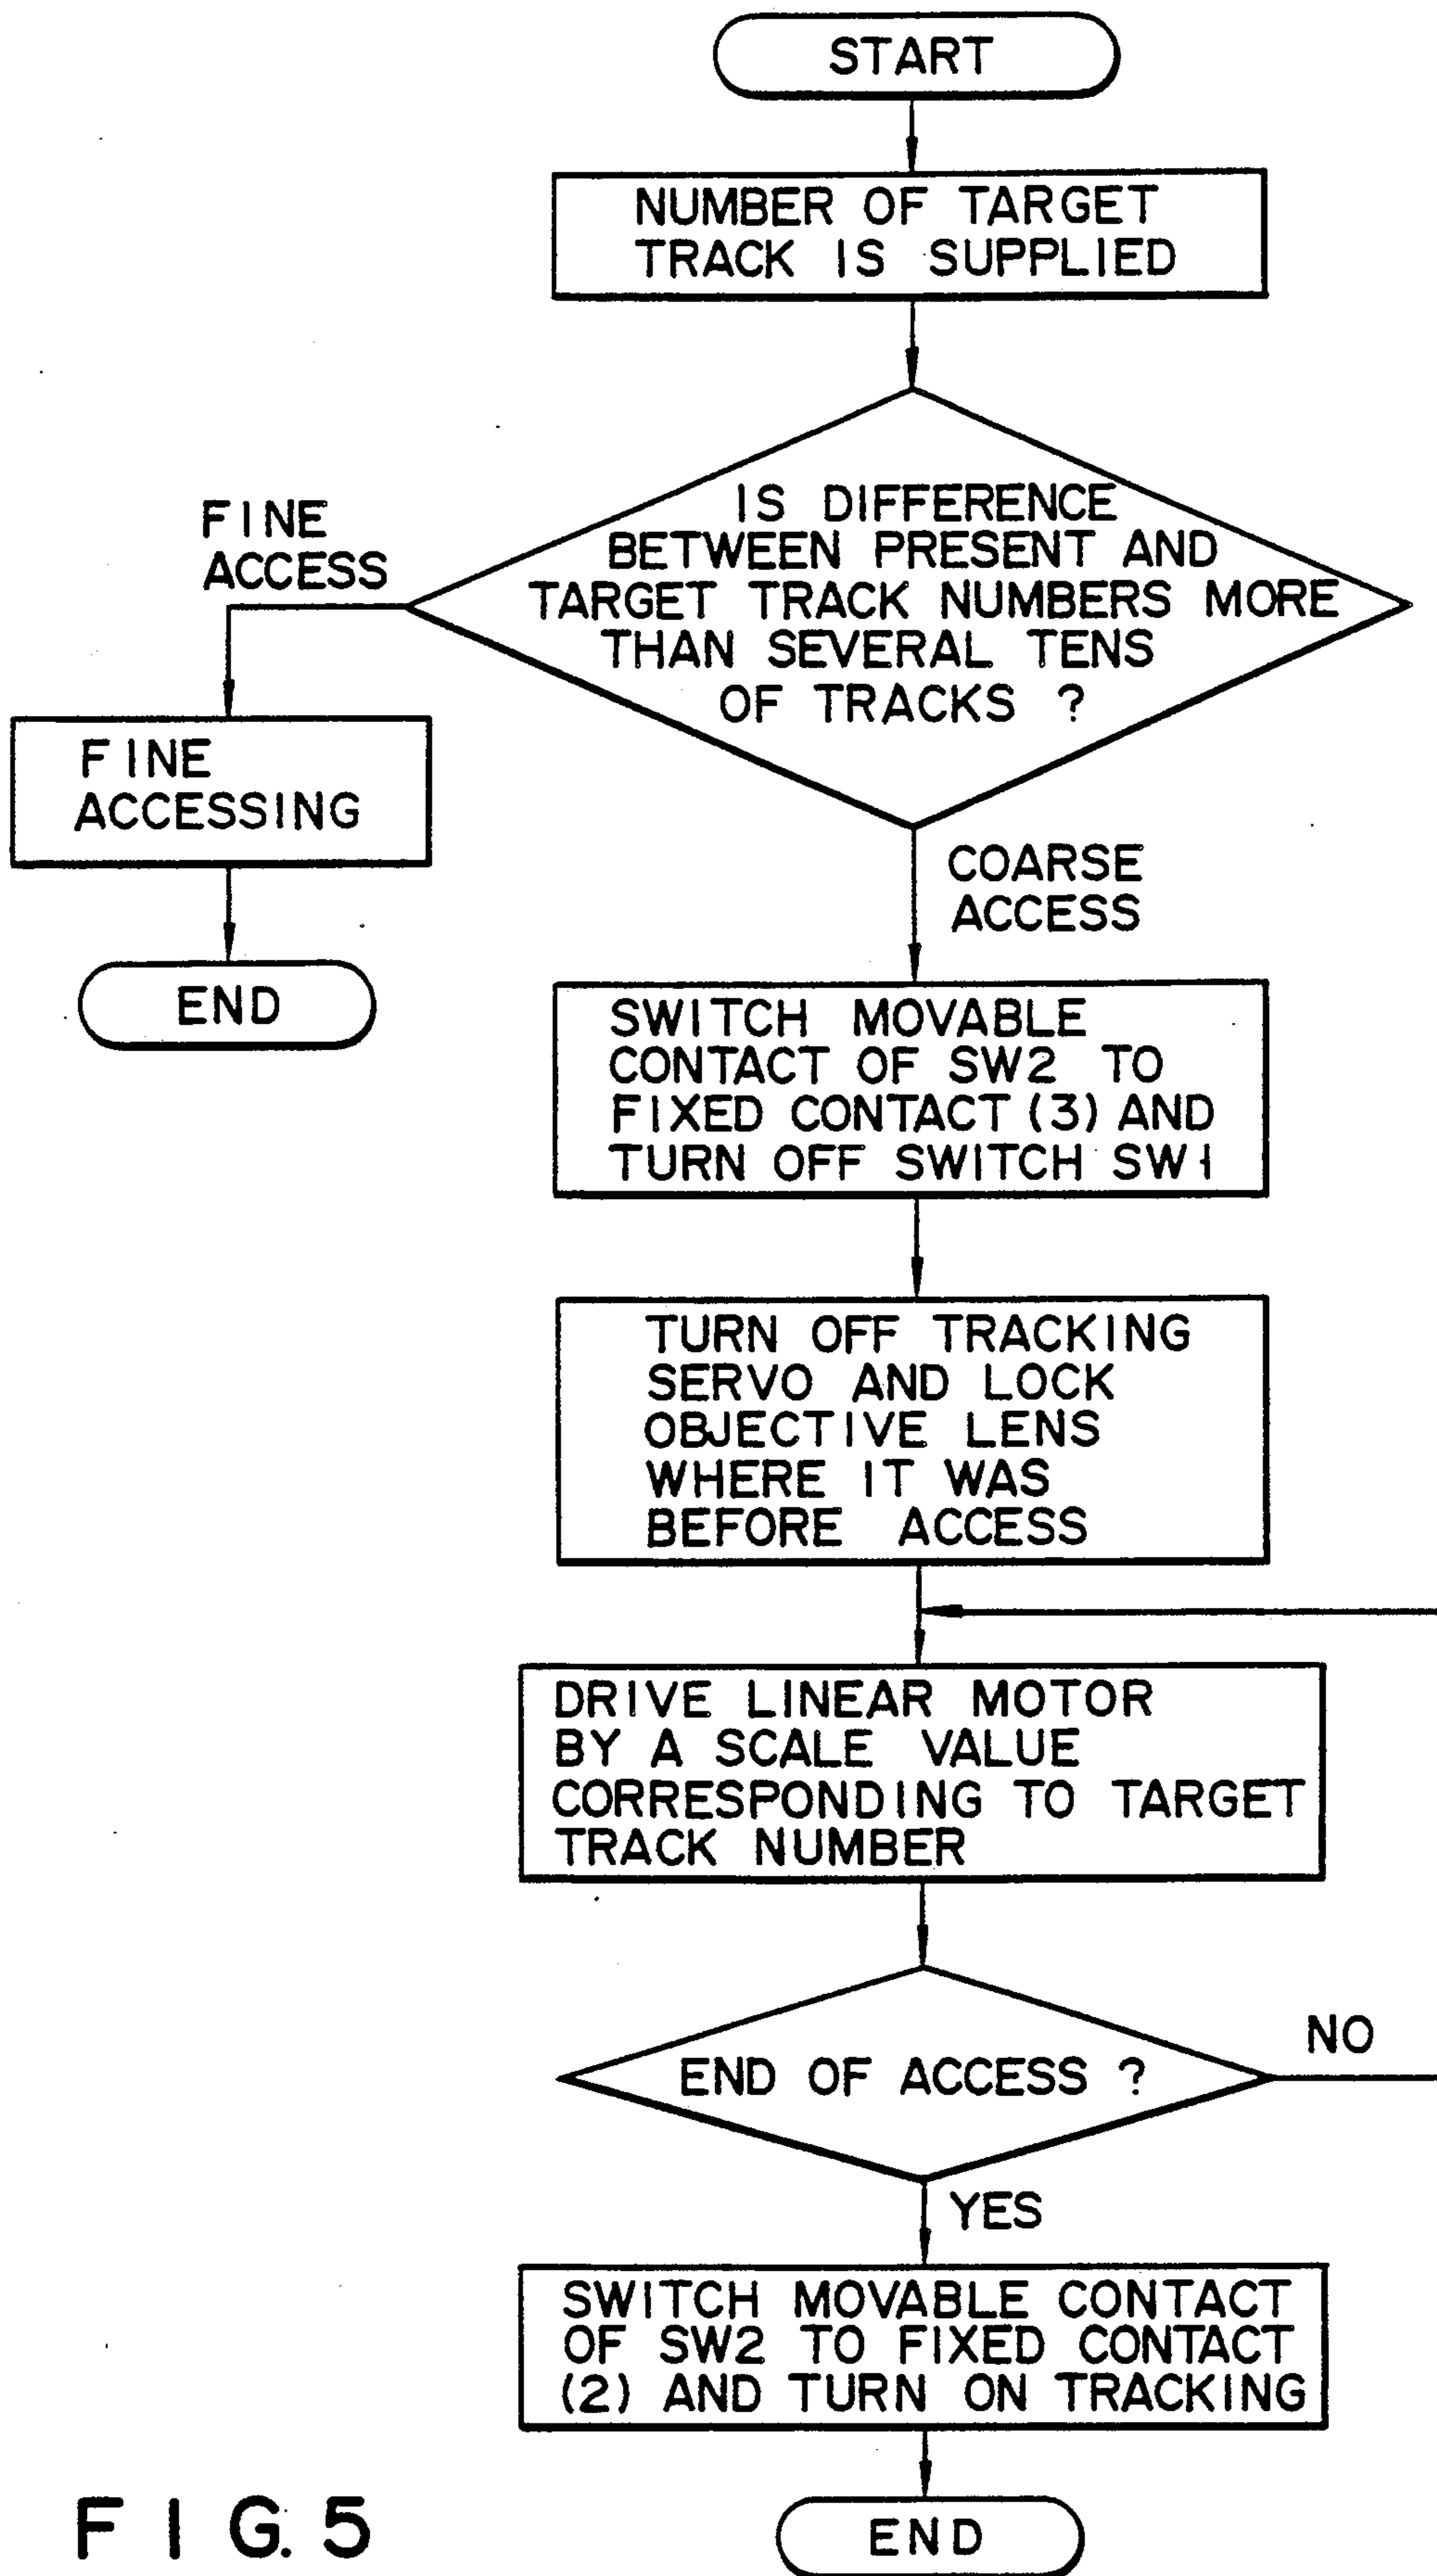 START
NUMBER OF TARGET
TRACK IS SUPPLIED
IS DIFFERENCE
BETWEEN PRESENT AND
TARGET TRACK NUMBERS MORE
THAN SEVERAL TENS
OF TRACKS ?
FINE
ACCESS
FINE
ACCESSING
END
COARSE
ACCESS
SWITCH MOVABLE
CONTACT OF SW2 TO
FIXED CONTACT (3) AND
TURN OFF SWITCH SW1
TURN OFF TRACKING
SERVO AND LOCK
OBJECTIVE LENS
WHERE IT WAS
BEFORE ACCESS
DRIVE LINEAR MOTOR
BY A SCALE VALUE
CORRESPONDING TO TARGET
TRACK NUMBER
END OF ACCESS ?
NO
YES
SWITCH MOVABLE CONTACT
OF SW2 TO FIXED CONTACT
(2) AND TURN ON TRACKING
END
FIG. 5